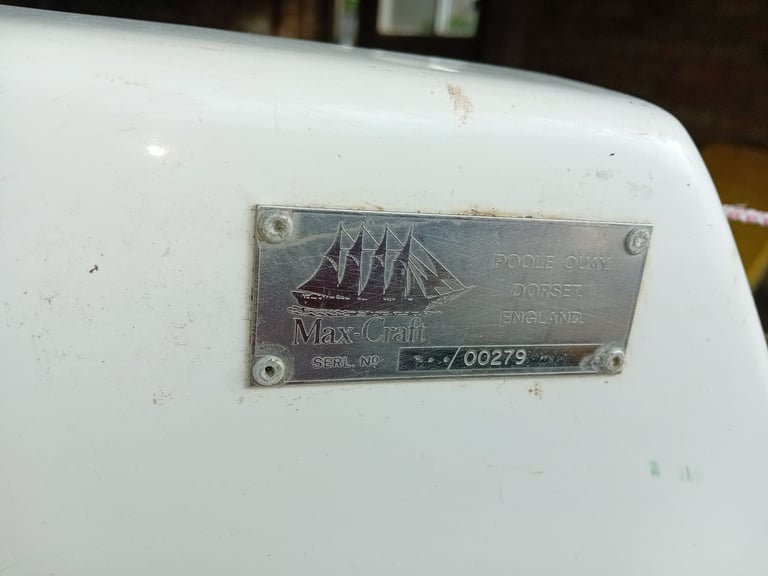 Max-Craft
SERL. Nº .../00279
POOLE QUAY.
DORSET.
ENGLAND.